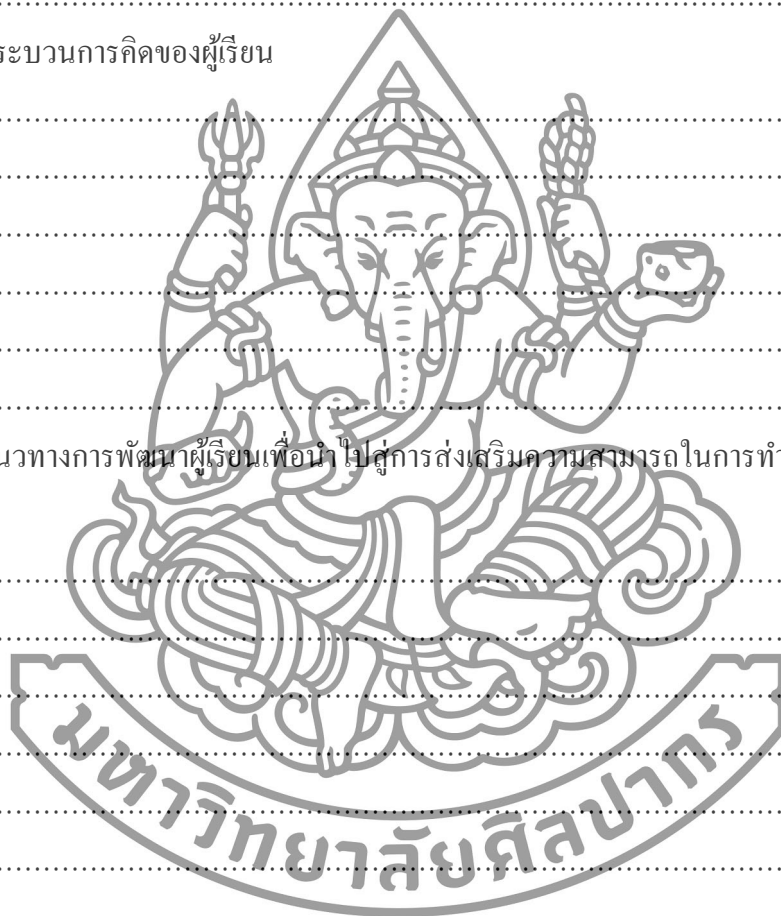 ระบวนการคิดของผู้เรียน
นวทางการพัฒนาผู้เรียนเพื่อนำไปสู่การส่งเสริมความสามารถในการทำ
มหาวิทยาลัยศิลปากร